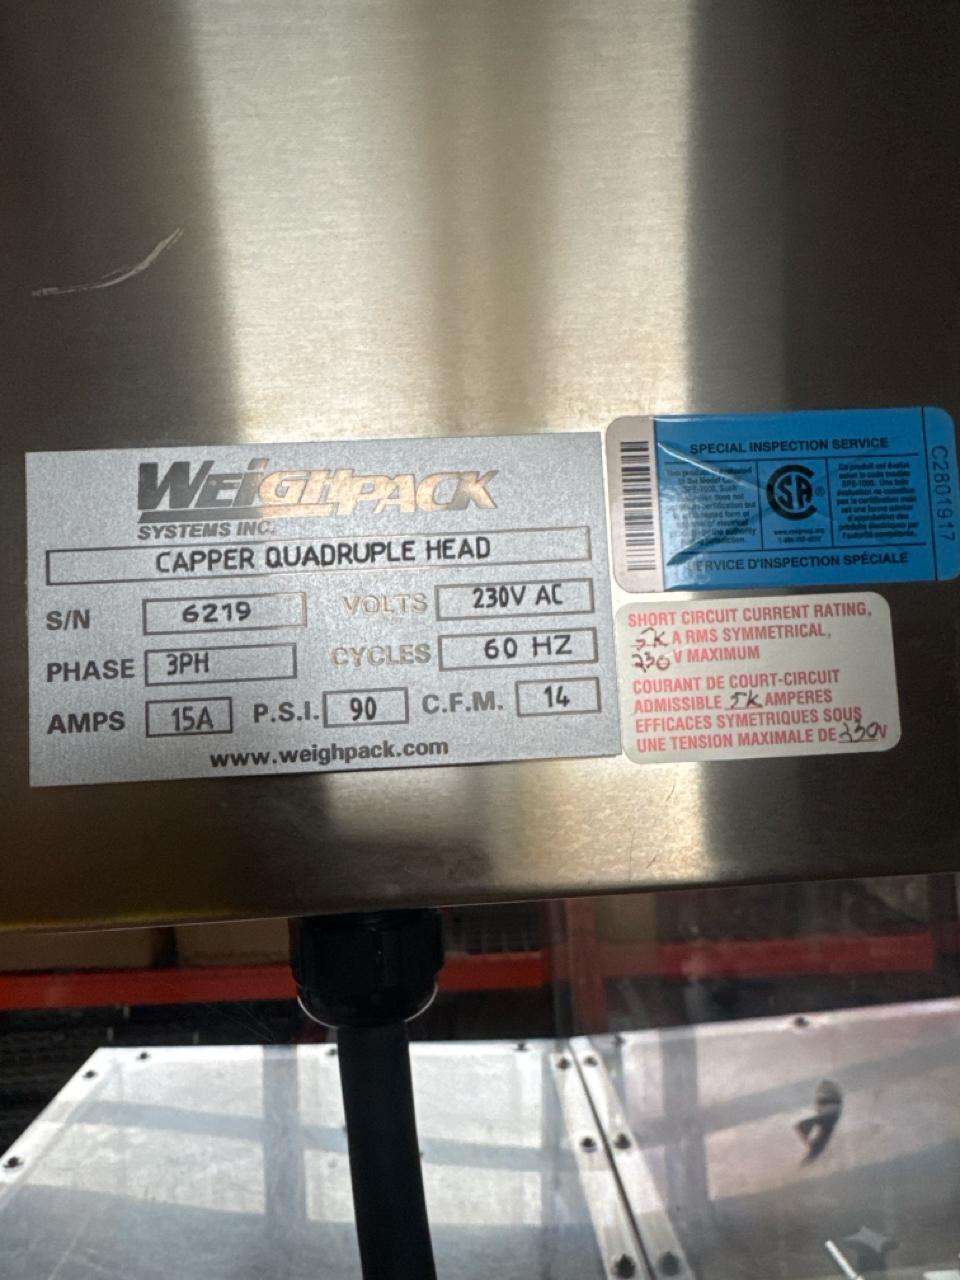 WEIGHPACK
SYSTEMS INC.
CAPPER QUADRUPLE HEAD
S/N 6219 VOLTS 230V AC
PHASE 3PH CYCLES 60 HZ
AMPS 15A P.S.I. 90 C.F.M. 14
www.weighpack.com
SPECIAL INSPECTION SERVICE
CSA
SERVICE D'INSPECTION SPÉCIALE
C2801917
SHORT CIRCUIT CURRENT RATING,
5K A RMS SYMMETRICAL,
230 V MAXIMUM
COURANT DE COURT-CIRCUIT
ADMISSIBLE 5K AMPERES
EFFICACES SYMETRIQUES SOUS
UNE TENSION MAXIMALE DE 230V